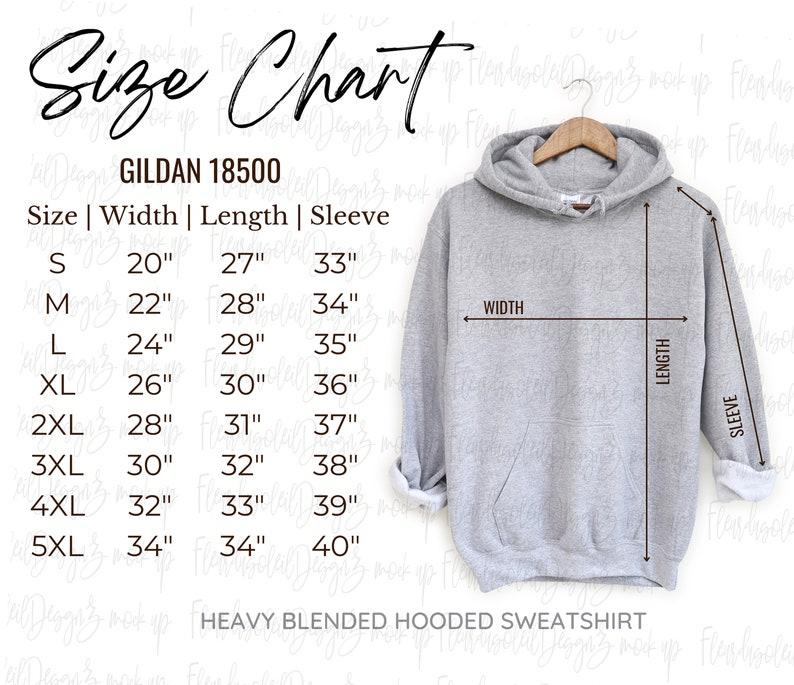 Size Chart
GILDAN 18500
Size | Width | Length | Sleeve
S 20" 27" 33"
M 22" 28" 34"
L 24" 29" 35"
XL 26" 30" 36"
2XL 28" 31" 37"
3XL 30" 32" 38"
4XL 32" 33" 39"
5XL 34" 34" 40"
WIDTH
LENGTH
SLEEVE
HEAVY BLENDED HOODED SWEATSHIRT